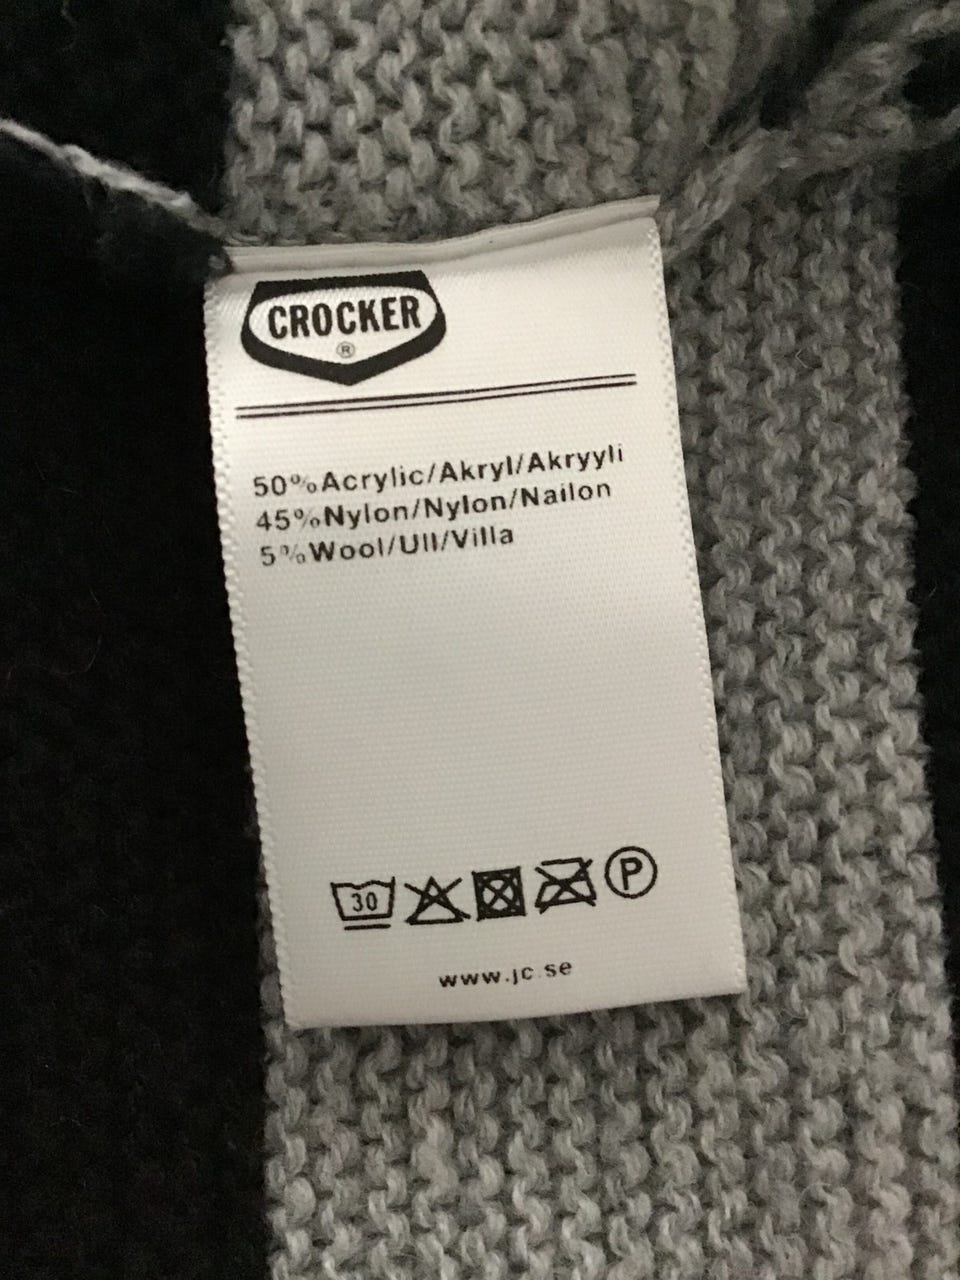 CROCKER
®
50% Acrylic/Akryl/Akryyli
45% Nylon/Nylon/Nailon
5% Wool/Ull/Villa
30 P
www.jc.se